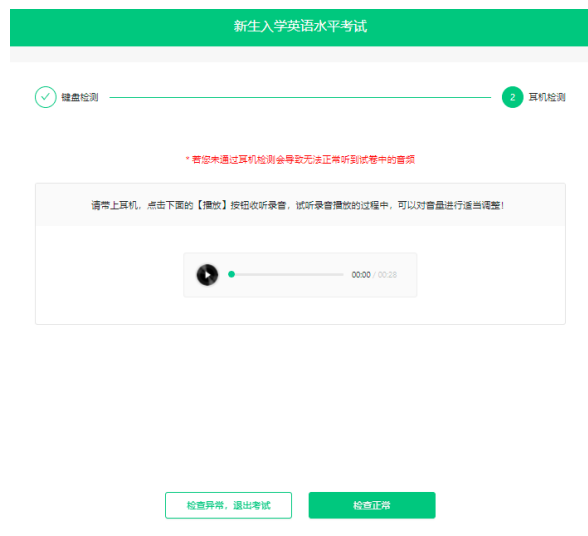 新生入学英语水平考试
键盘检测
2 耳机检测
* 若您未通过耳机检测会导致无法正常听到试卷中的音频
请带上耳机，点击下面的【播放】按钮收听录音，试听录音播放的过程中，可以对音量进行适当调整！
00:00 / 00:28
检查异常，退出考试
检查正常